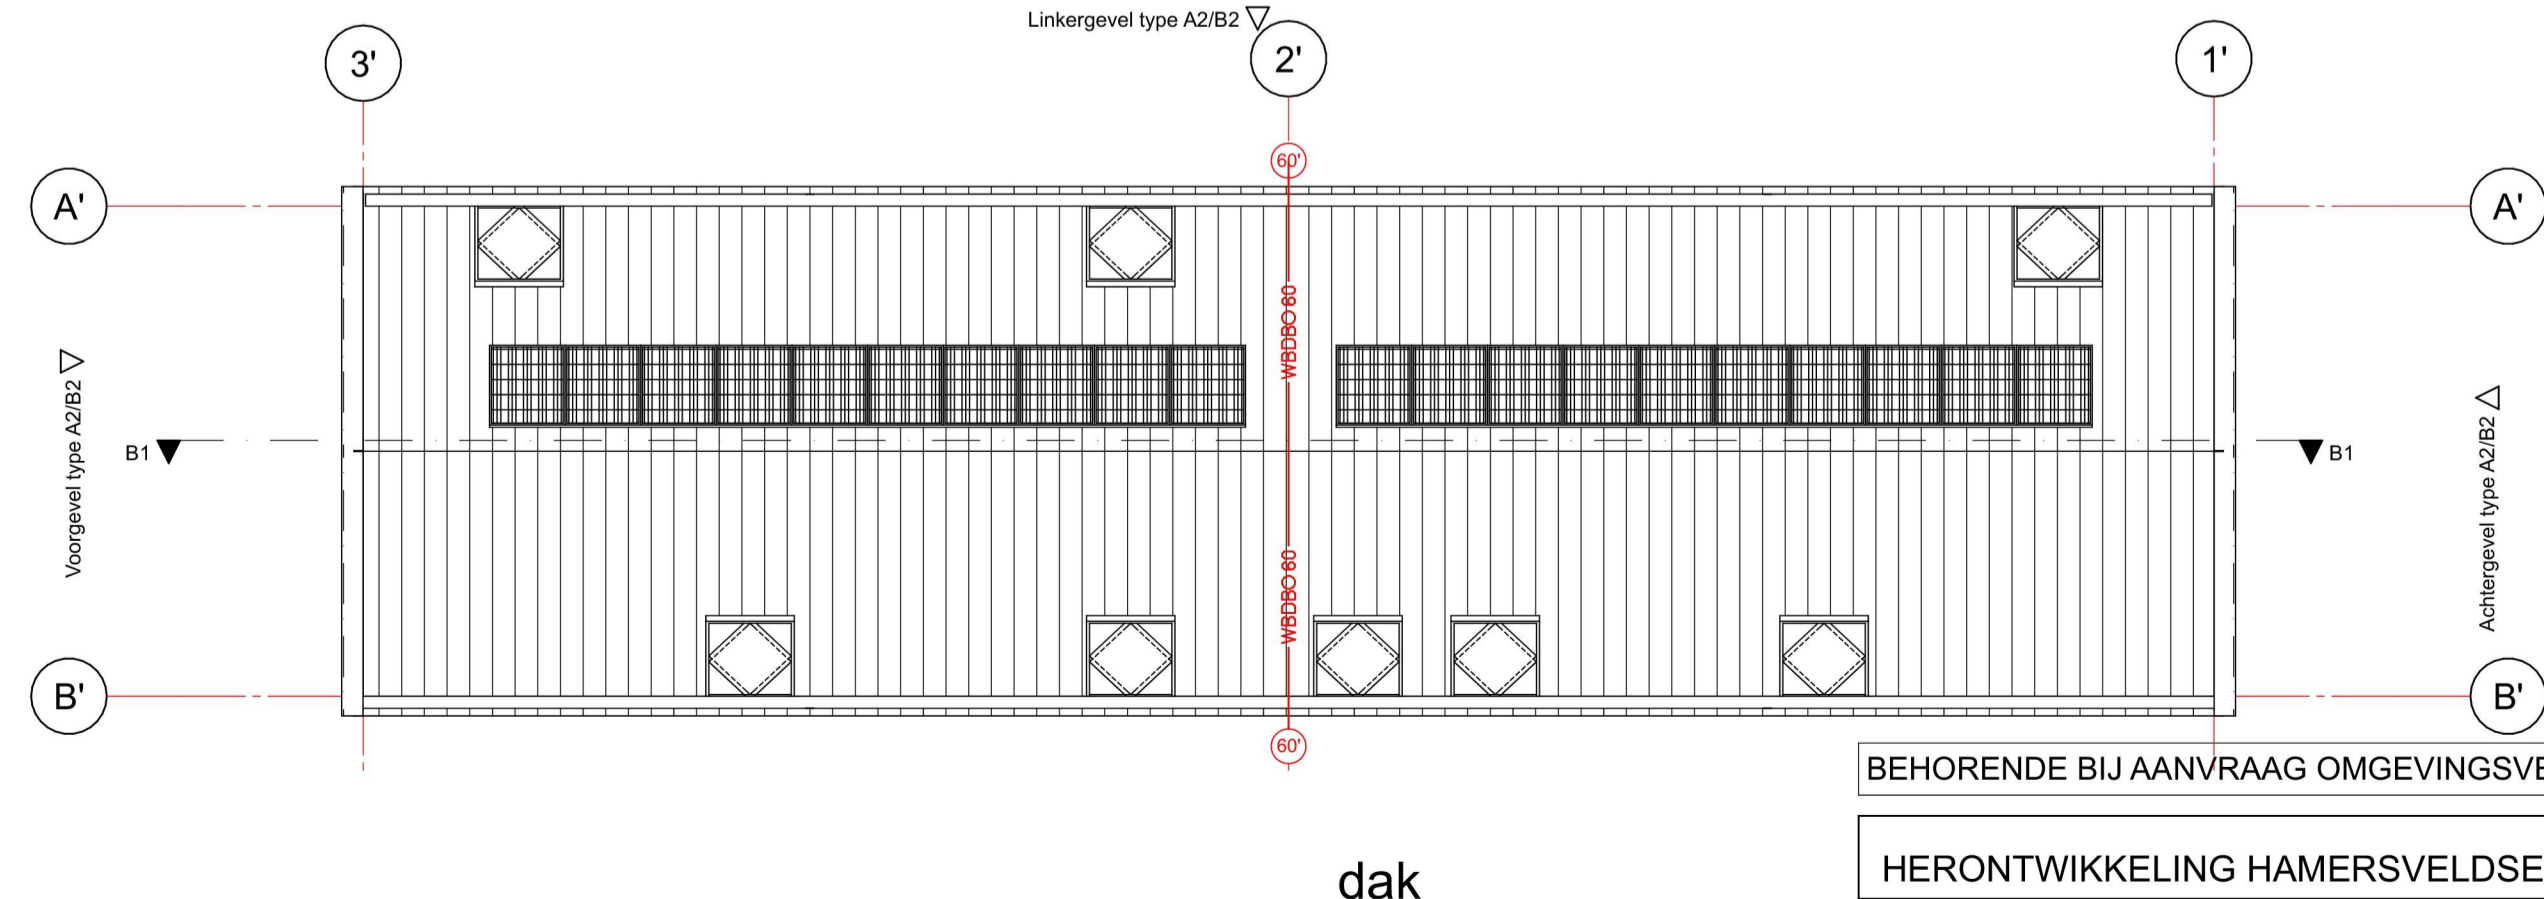 Linkergevel type A2/B2
3'
2'
1'
60'
A'
A'
WBDBO 60
Voorgevel type A2/B2
Achtergevel type A2/B2
B1
B1
WBDBO 60
B'
B'
60'
BEHORENDE BIJ AANVRAAG OMGEVINGSVE
HERONTWIKKELING HAMERSVELDSE
dak